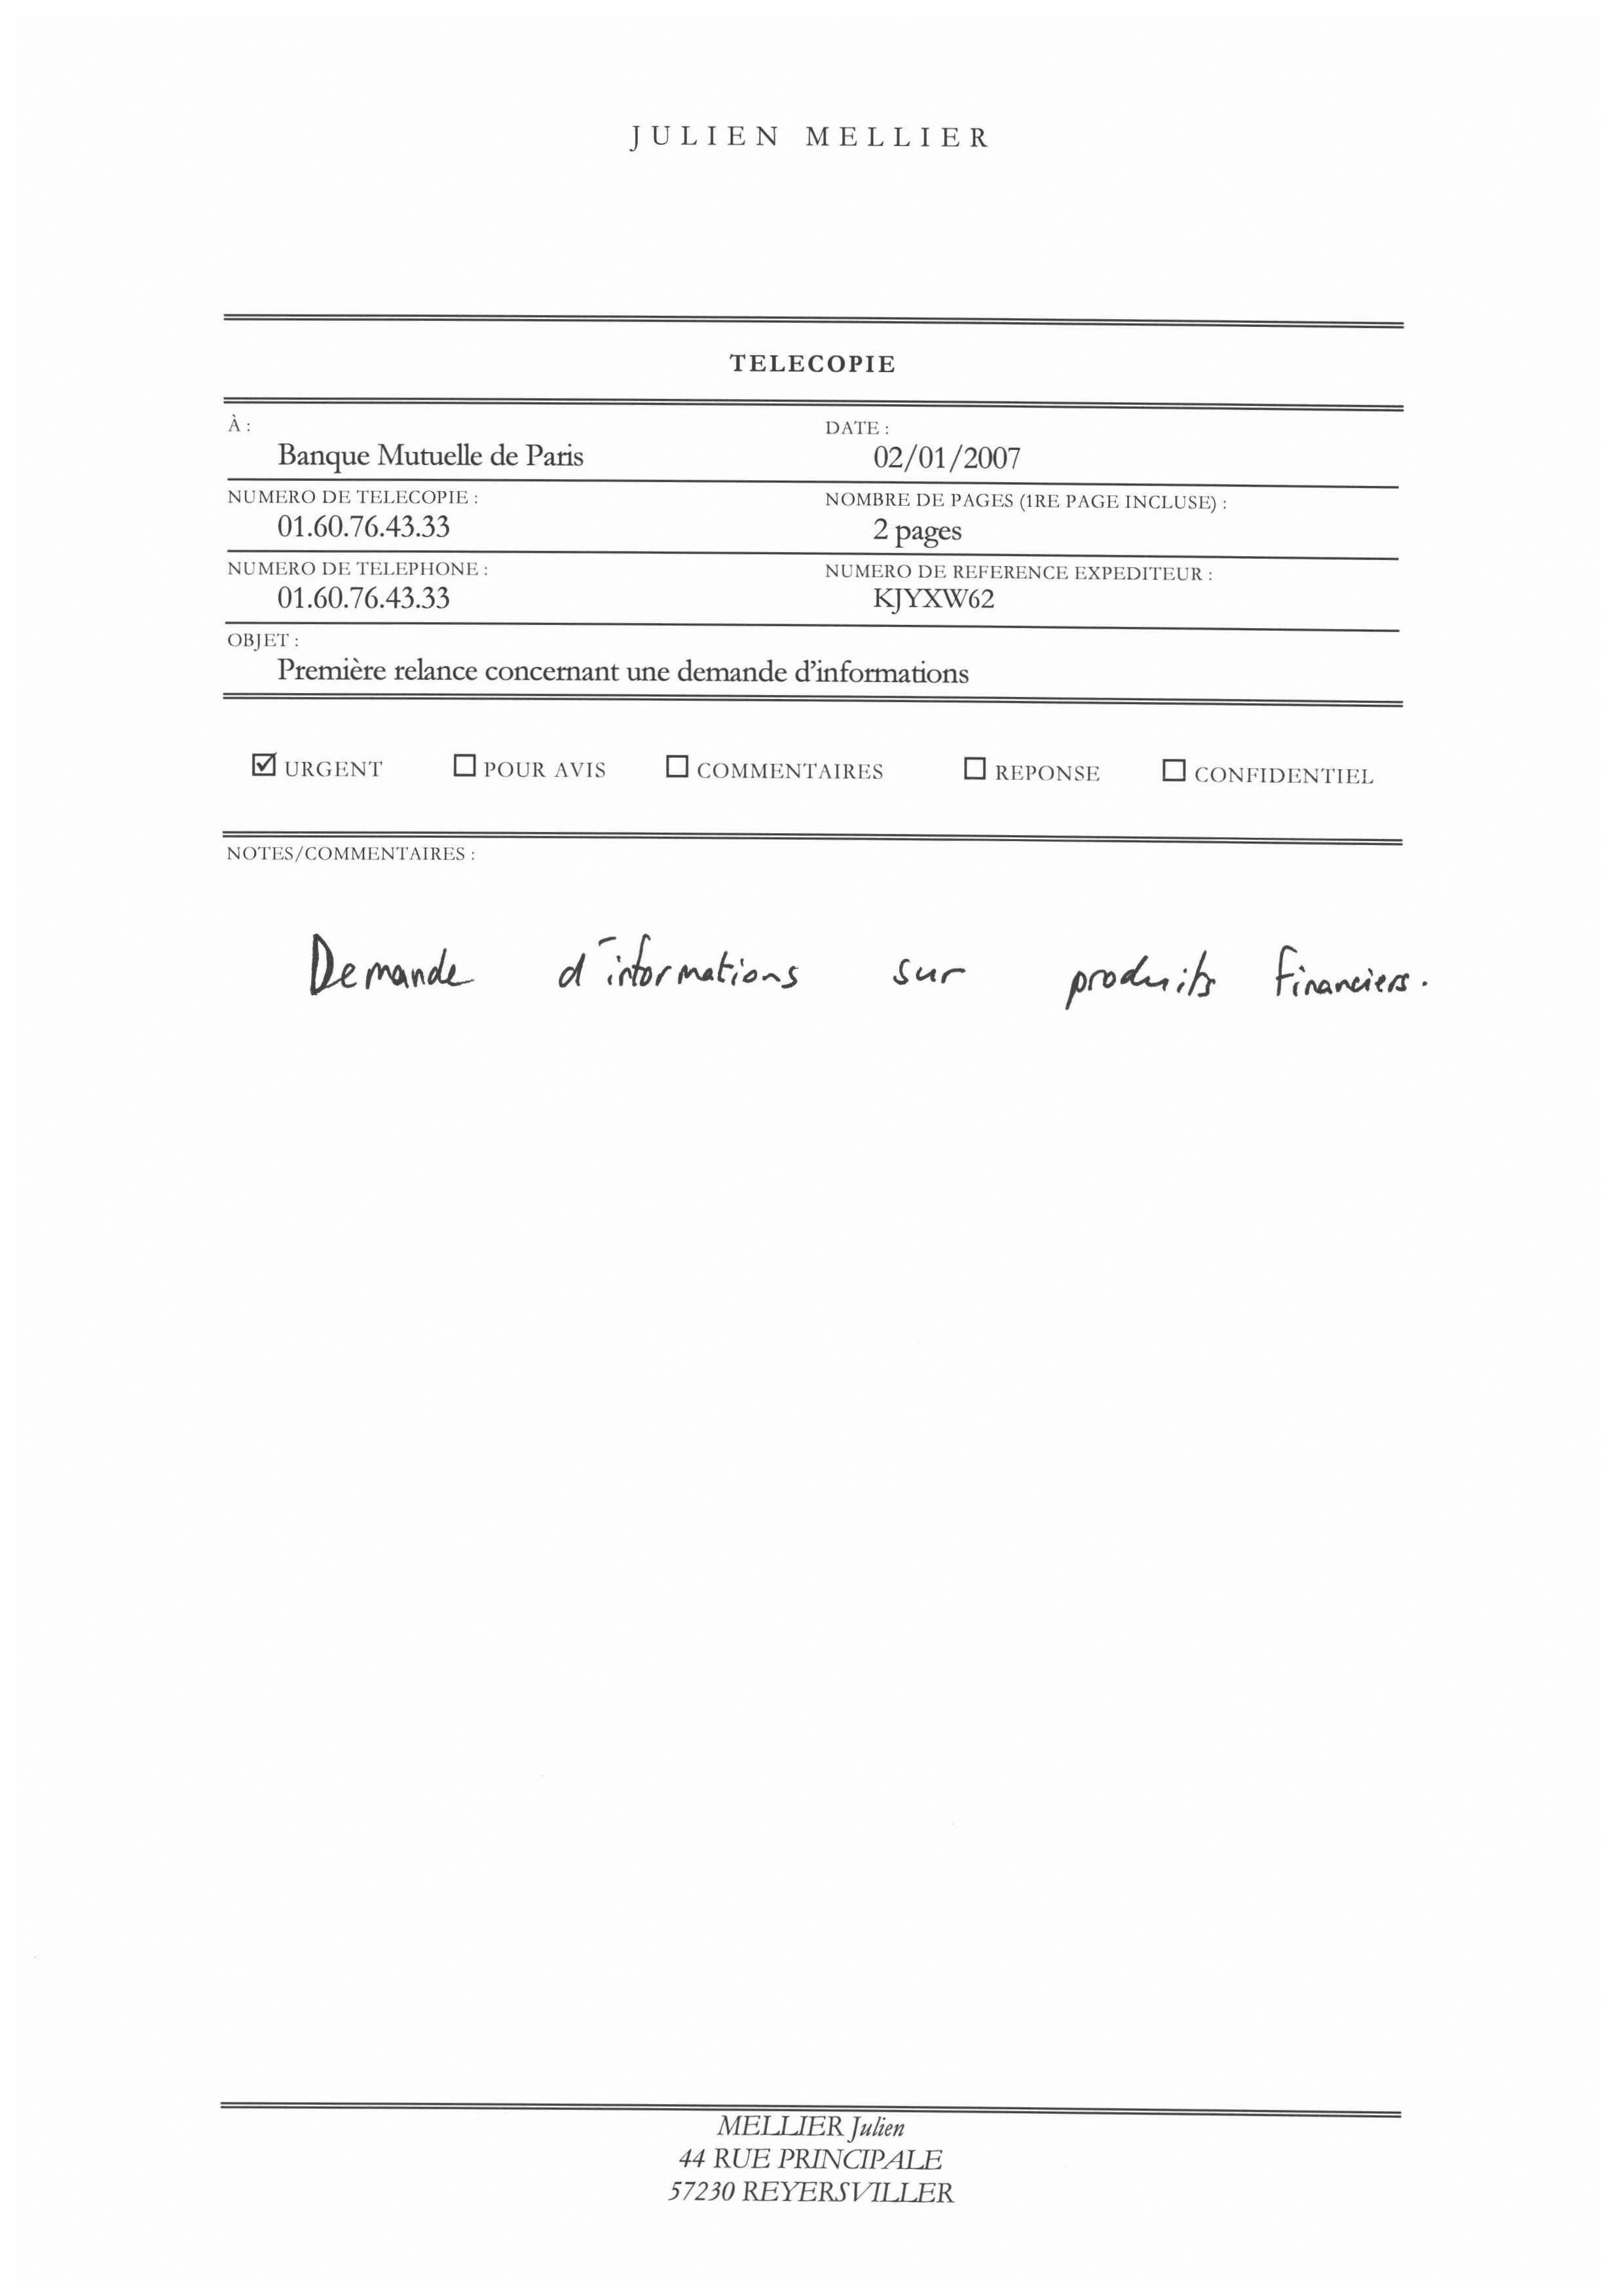 JULIEN MELLIER
TELECOPIE
À :
Banque Mutuelle de Paris
DATE :
02/01/2007
NUMERO DE TELECOPIE :
01.60.76.43.33
NOMBRE DE PAGES (1RE PAGE INCLUSE) :
2 pages
NUMERO DE TELEPHONE :
01.60.76.43.33
NUMERO DE REFERENCE EXPEDITEUR :
KJYXW62
OBJET :
Première relance concernant une demande d'informations
☑ URGENT ☐ POUR AVIS ☐ COMMENTAIRES ☐ REPONSE ☐ CONFIDENTIEL
NOTES/COMMENTAIRES :
Demande d'informations sur produits financiers.
MELLIER Julien
44 RUE PRINCIPALE
57230 REYERSVILLER